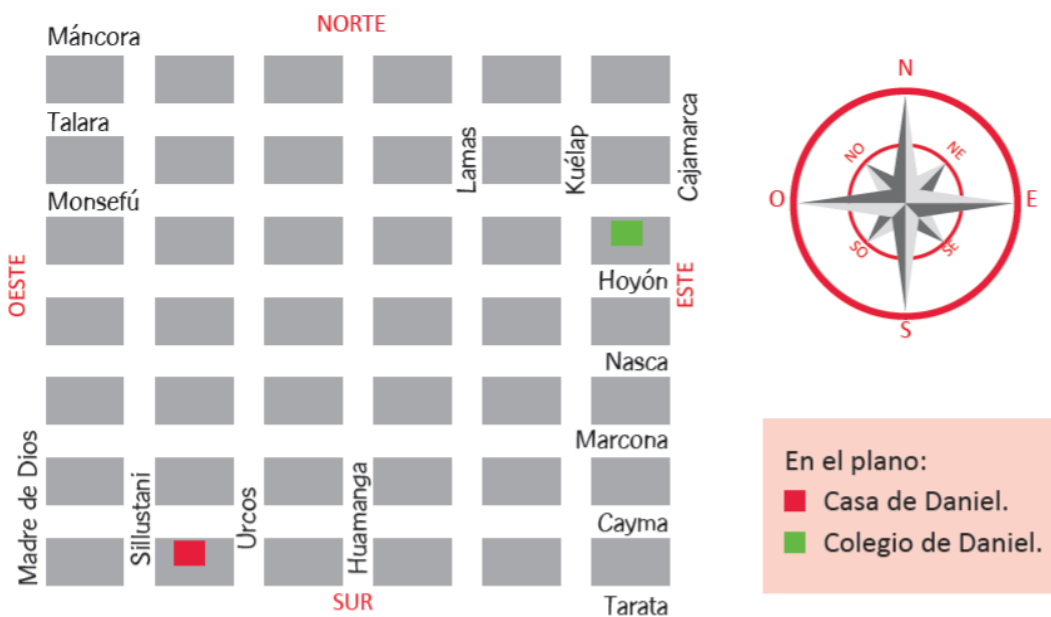 NORTE
Máncora
Talara
Monsefú
Lamas
Kuélap
Cajamarca
OESTE
ESTE
Hoyón
Nasca
Marcona
Cayma
Tarata
Madre de Dios
Sillustani
Urcos
Huamanga
SUR
N
NO
NE
O
E
SO
SE
S
En el plano:
Casa de Daniel.
Colegio de Daniel.